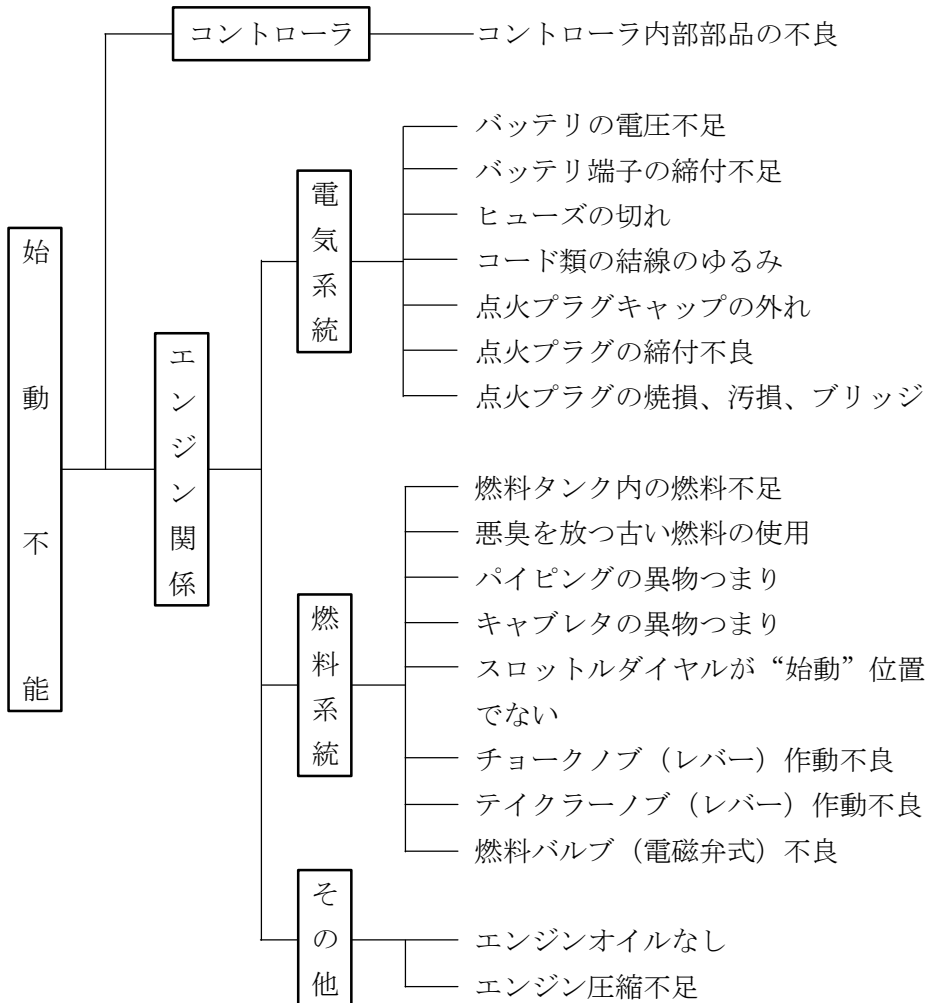 始動不能
コントローラ
コントローラ内部部品の不良
エンジン関係
電気系統
バッテリの電圧不足
バッテリ端子の締付不足
ヒューズの切れ
コード類の結線のゆるみ
点火プラグキャップの外れ
点火プラグの締付不良
点火プラグの焼損、汚損、ブリッジ
燃料系統
燃料タンク内の燃料不足
悪臭を放つ古い燃料の使用
パイピングの異物つまり
キャブレタの異物つまり
スロットルダイヤルが“始動”位置
でない
チョークノブ（レバー）作動不良
テイクラーノブ（レバー）作動不良
燃料バルブ（電磁弁式）不良
その他
エンジンオイルなし
エンジン圧縮不足